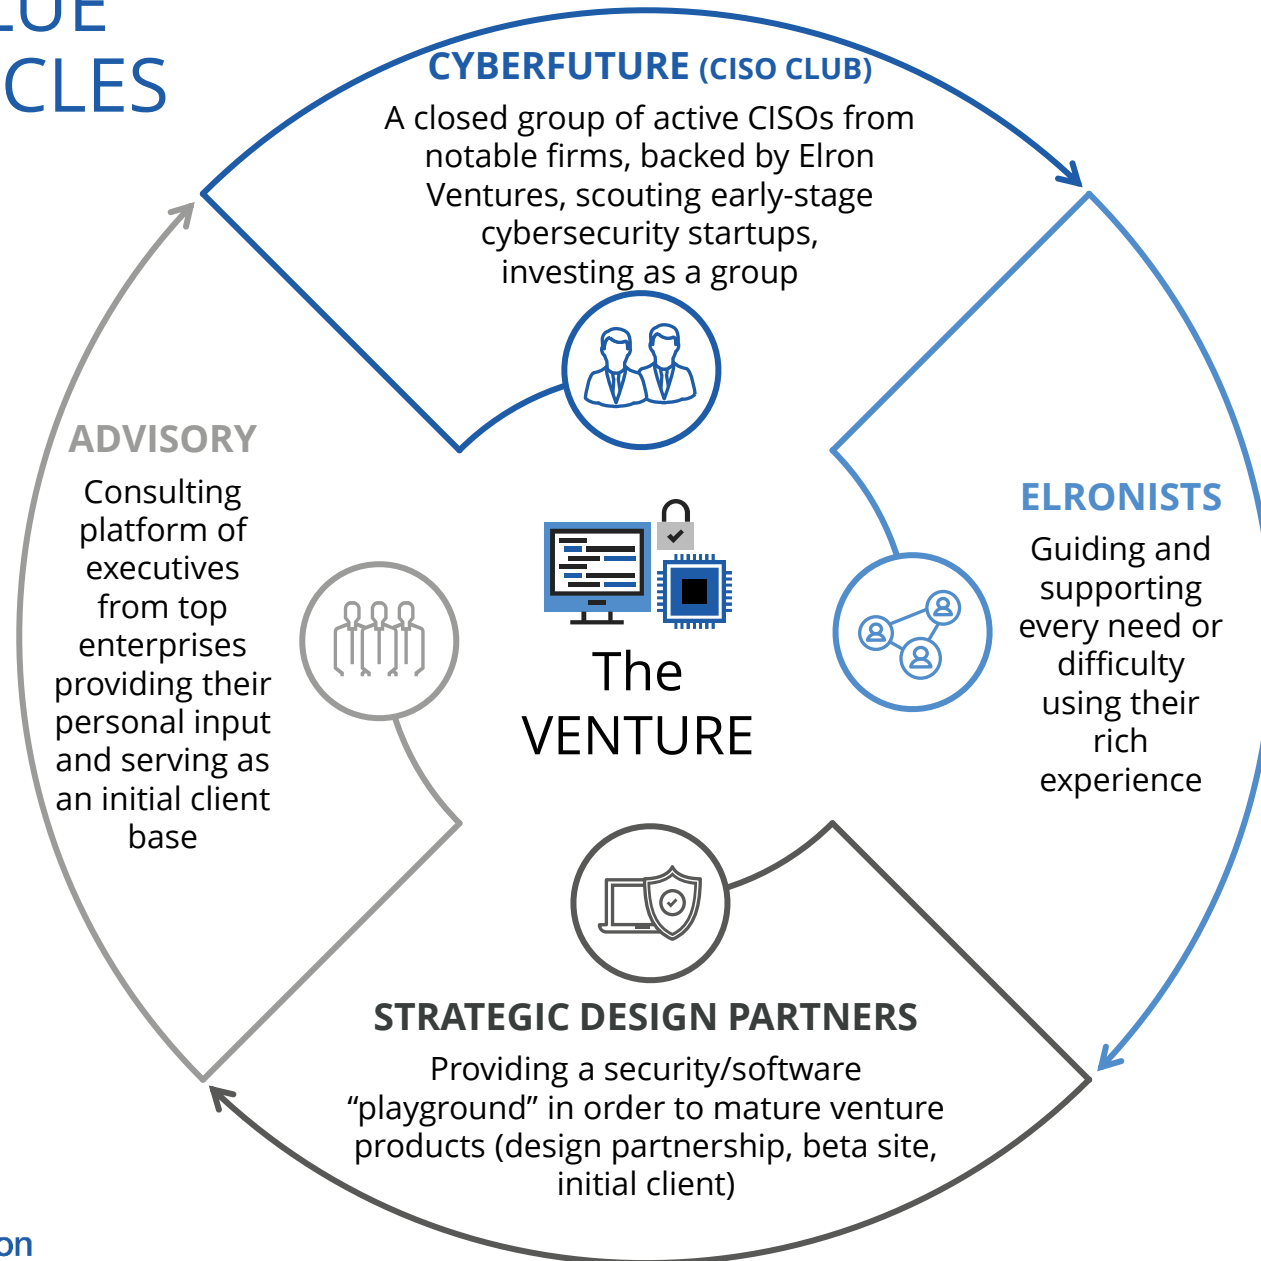 LUE
CLES
CYBERFUTURE (CISO CLUB)
A closed group of active CISOs from
notable firms, backed by Elron
Ventures, scouting early-stage
cybersecurity startups,
investing as a group
ADVISORY
Consulting
platform of
executives
from top
enterprises
providing their
personal input
and serving as
an initial client
base
The
VENTURE
ELRONISTS
Guiding and
supporting
every need or
difficulty
using their
rich
experience
STRATEGIC DESIGN PARTNERS
Providing a security/software
“playground” in order to mature venture
products (design partnership, beta site,
initial client)
on